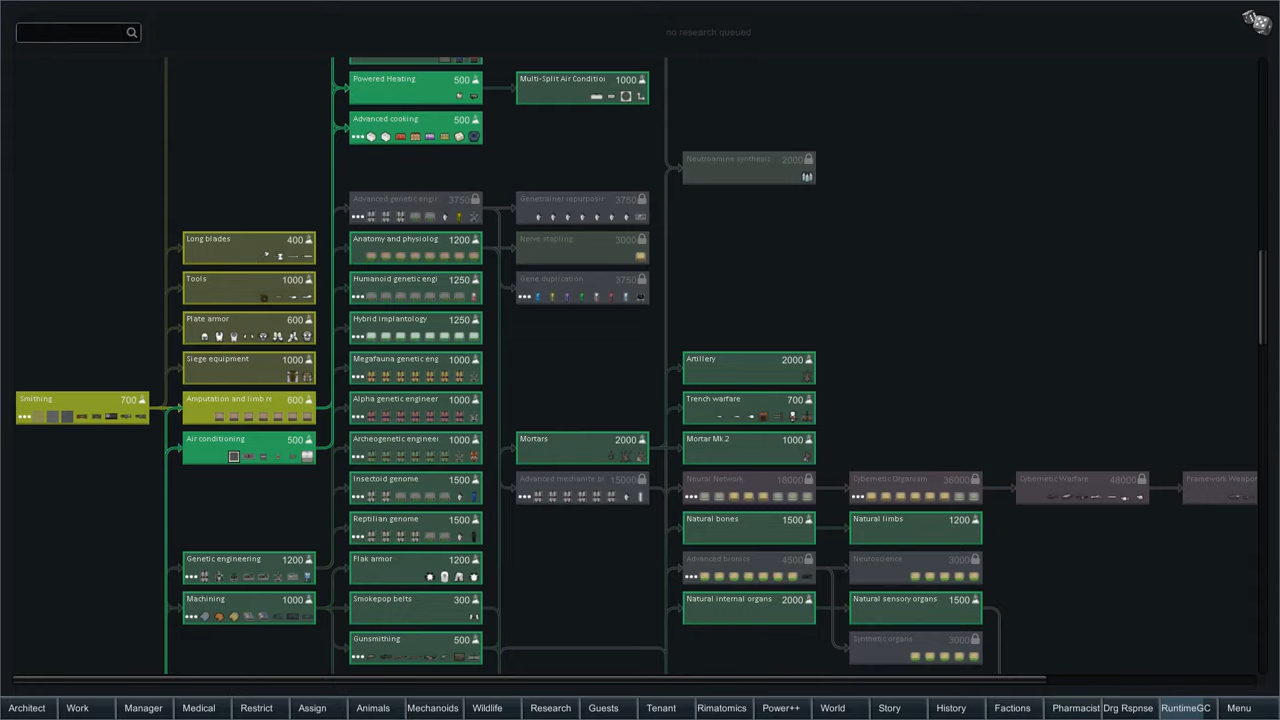 no research queued
Powered Heating 500
Multi-Split Air Conditioi 1000
Advanced cooking 500
Neutroamine synthesiz 2000
Advanced genetic engir 3750
Genetrainer repurposin 3750
Long blades 400
Anatomy and physiolog 1200
Nerve stapling 3000
Tools 1000
Humanoid genetic engi 1250
Gene duplication 3750
Plate armor 600
Hybrid implantology 1250
Siege equipment 1000
Megafauna genetic eng 1000
Artillery 2000
Smithing 700
Amputation and limb re 600
Alpha genetic engineer 1000
Trench warfare 700
Air conditioning 500
Archeogenetic engineer 1000
Mortars 2000
Mortar Mk.2 1000
Insectoid genome 1500
Advanced mechanite bi 15000
Neural Network 18000
Cybernetic Organism 36000
Cybernetic Warfare 48000
Framework Weapon
Reptilian genome 1500
Natural bones 1500
Natural limbs 1200
Genetic engineering 1200
Flak armor 1200
Advanced bionics 4500
Neuroscience 3000
Machining 1000
Smokepop belts 300
Natural internal organs 2000
Natural sensory organs 1500
Gunsmithing 500
Synthetic organs 3000
Architect Work Manager Medical Restrict Assign Animals Mechanoids Wildlife Research Guests Tenant Rimatomics Power++ World Story History Factions Pharmacist Drg Rspnse RuntimeGC Menu